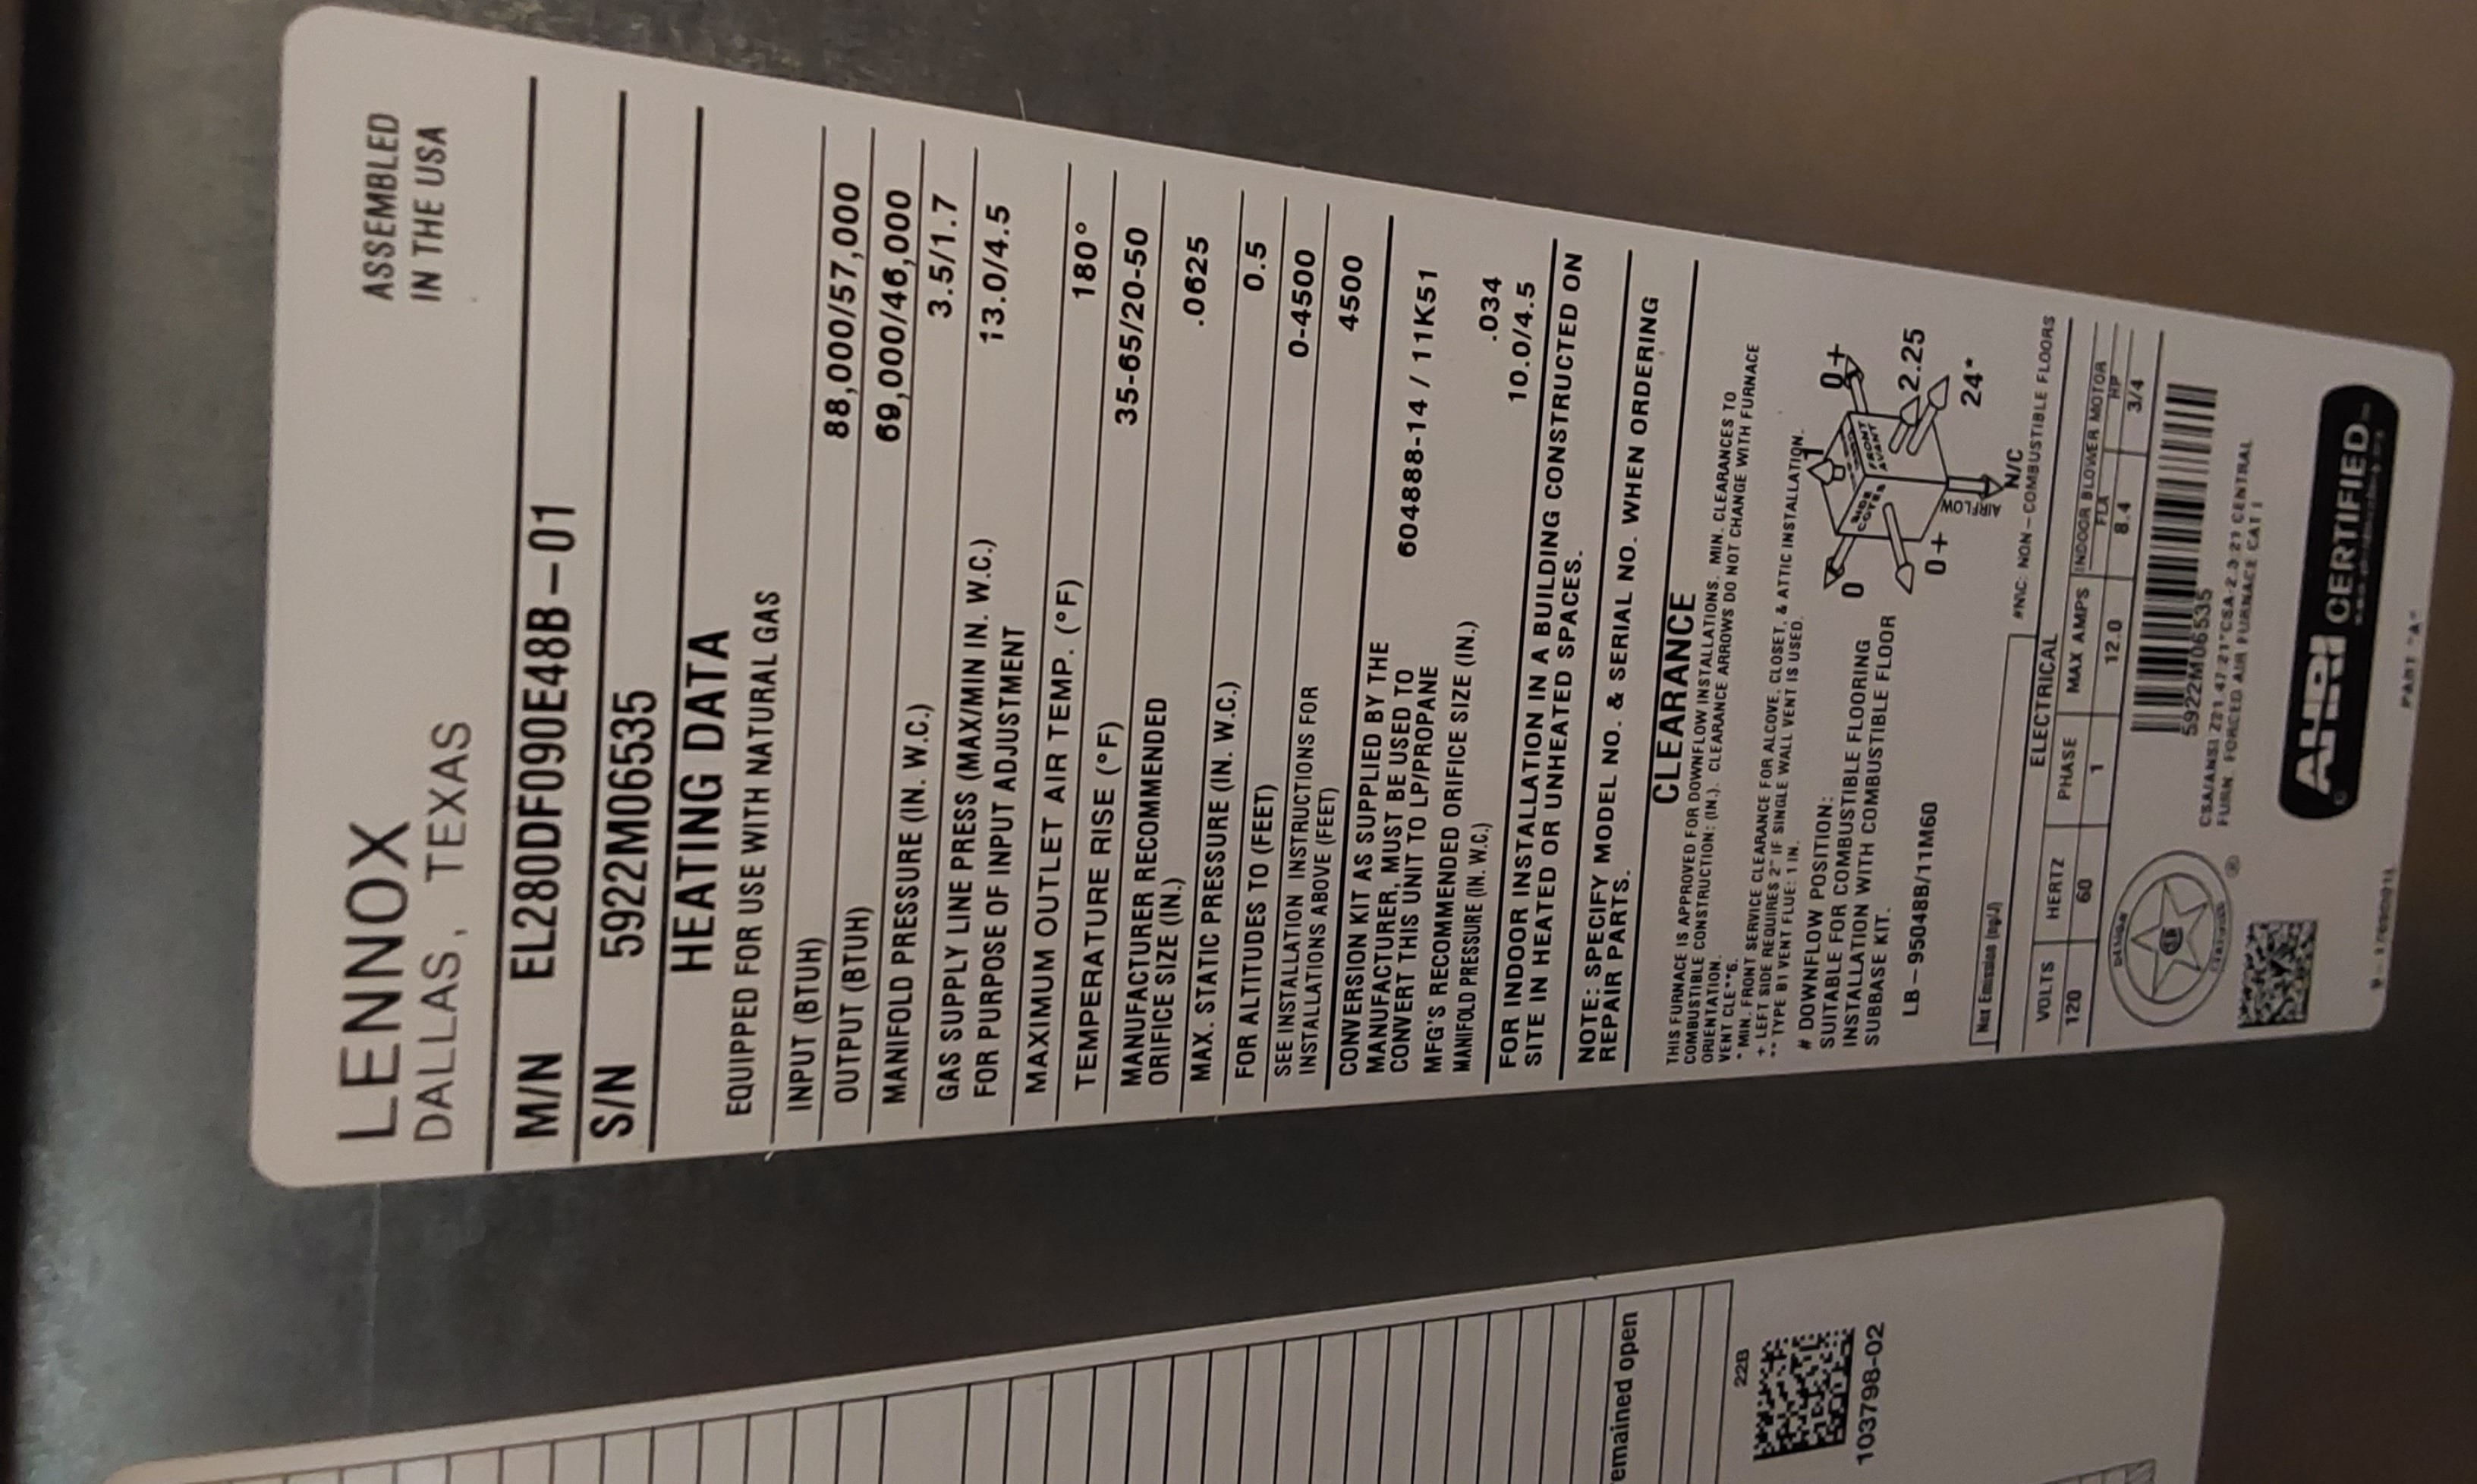 LENNOX
DALLAS, TEXAS
ASSEMBLED
IN THE USA
M/N EL280DF090E48B-01
S/N 5922M06535
HEATING DATA
EQUIPPED FOR USE WITH NATURAL GAS
INPUT (BTUH) 88,000/57,000
OUTPUT (BTUH) 69,000/46,000
MANIFOLD PRESSURE (IN. W.C.) 3.5/1.7
GAS SUPPLY LINE PRESS (MAX/MIN IN. W.C.) 13.0/4.5
FOR PURPOSE OF INPUT ADJUSTMENT
MAXIMUM OUTLET AIR TEMP. (°F) 180°
TEMPERATURE RISE (°F) 35-65/20-50
MANUFACTURER RECOMMENDED
ORIFICE SIZE (IN.) .0625
MAX. STATIC PRESSURE (IN. W.C.) 0.5
FOR ALTITUDES TO (FEET) 0-4500
SEE INSTALLATION INSTRUCTIONS FOR
INSTALLATIONS ABOVE (FEET) 4500
CONVERSION KIT AS SUPPLIED BY THE
MANUFACTURER, MUST BE USED TO
CONVERT THIS UNIT TO LP/PROPANE 604888-14 / 11K51
MFG'S RECOMMENDED ORIFICE SIZE (IN.) .034
MANIFOLD PRESSURE (IN. W.C.) 10.0/4.5
FOR INDOOR INSTALLATION IN A BUILDING CONSTRUCTED ON
SITE IN HEATED OR UNHEATED SPACES.
NOTE: SPECIFY MODEL NO. & SERIAL NO. WHEN ORDERING
REPAIR PARTS.
CLEARANCE
THIS FURNACE IS APPROVED FOR DOWNFLOW INSTALLATIONS. MIN. CLEARANCES TO
COMBUSTIBLE CONSTRUCTION: (IN.). CLEARANCE ARROWS DO NOT CHANGE WITH FURNACE
ORIENTATION.
VENT CLE**6.
* MIN. FRONT SERVICE CLEARANCE FOR ALCOVE, CLOSET, & ATTIC INSTALLATION.
+ LEFT SIDE REQUIRES 2" IF SINGLE WALL VENT IS USED.
** TYPE B1 VENT FLUE: 1 IN.
# DOWNFLOW POSITION:
SUITABLE FOR COMBUSTIBLE FLOORING
INSTALLATION WITH COMBUSTIBLE FLOOR
SUBBASE KIT.
LB-95048B/11M60
1
0+
2.25
24*
FRONT
AVANT
SIDE
COTES
0
0+
AIRFLOW
N/C
#N\C: NON-COMBUSTIBLE FLOORS
Not Emission (ng/J)
ELECTRICAL
VOLTS HERTZ PHASE MAX AMPS INDOOR BLOWER MOTOR
FLA HP
120 60 1 12.0 8.4 3/4
5922M06535
FURN. FORCED AIR FURNACE CAT I
AHRI CERTIFIED
PART "A"
emained open
22B
103798-02